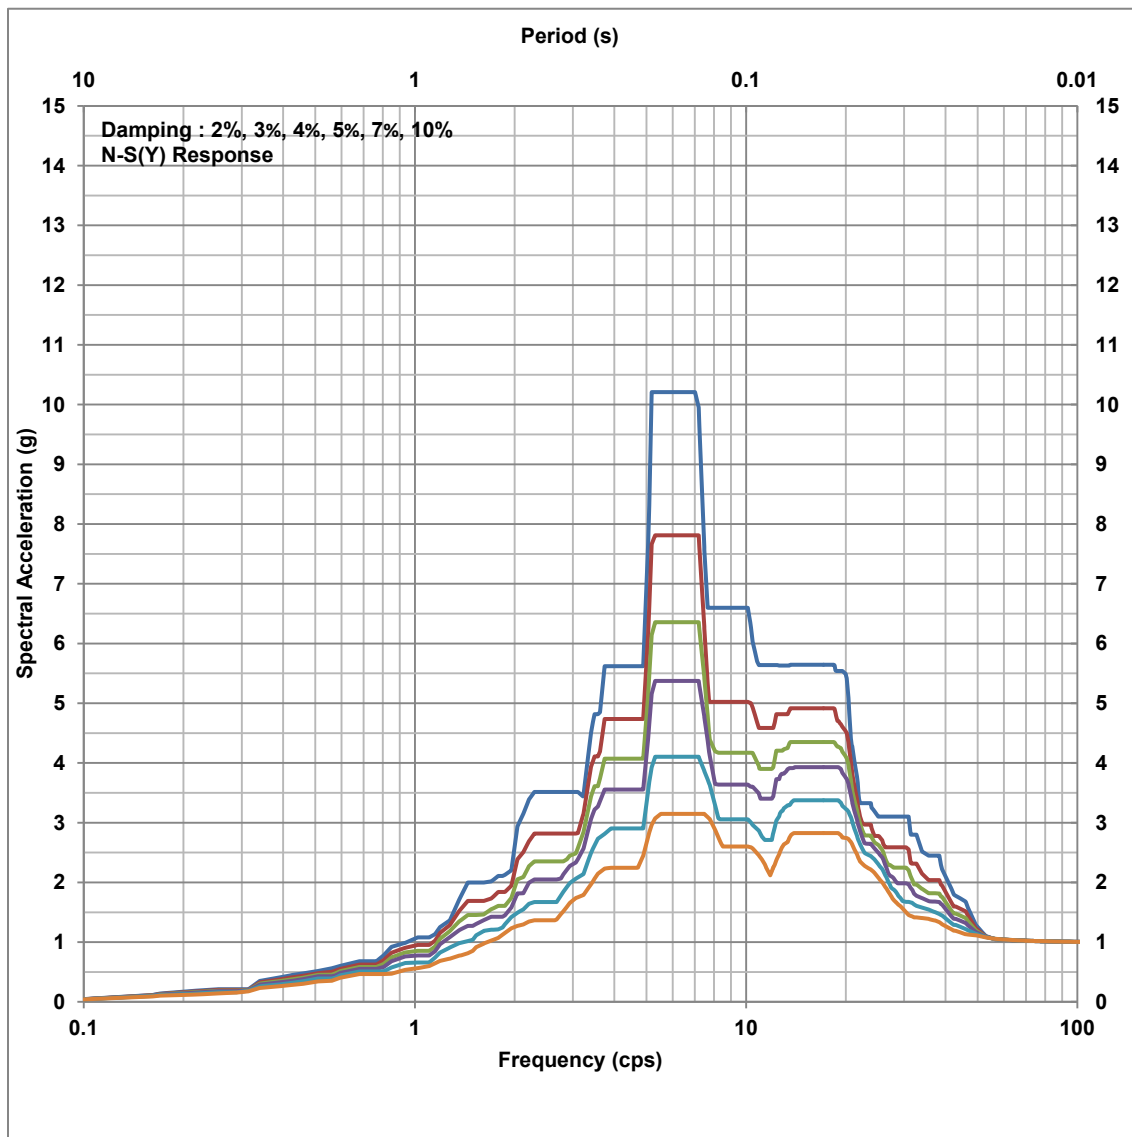 Period (s)
10 1 0.1 0.01
15 15
Damping : 2%, 3%, 4%, 5%, 7%, 10%
N-S(Y) Response
14 14
13 13
12 12
11 11
10 10
9 9
8 8
7 7
6 6
5 5
4 4
3 3
2 2
1 1
0 0
Spectral Acceleration (g)
0.1 1 10 100
Frequency (cps)